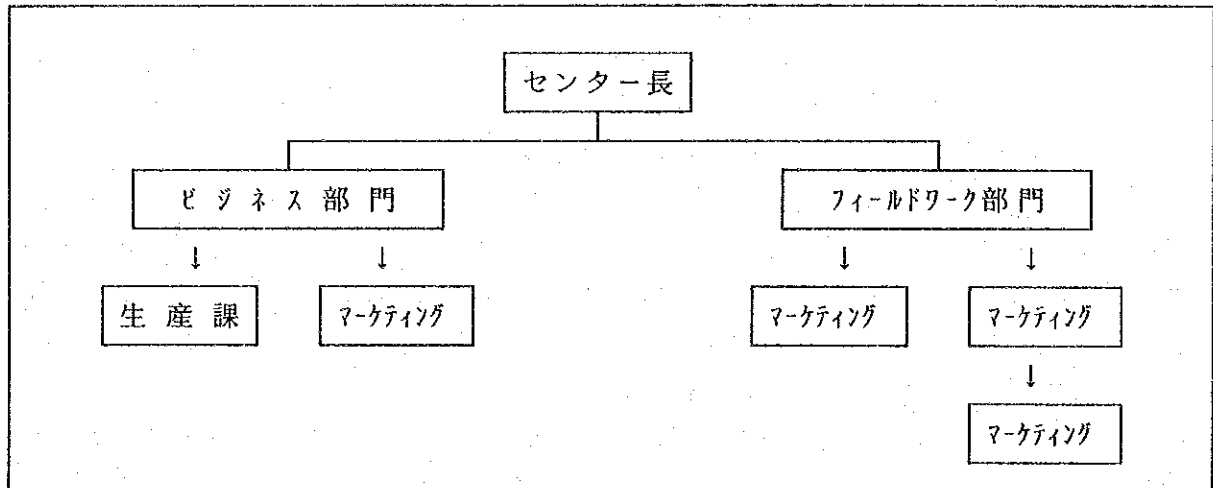 センター長
ビジネス部門
フィールドワーク部門
↓ ↓ ↓ ↓
生産課
マーケティング
マーケティング
マーケティング
↓
マーケティング